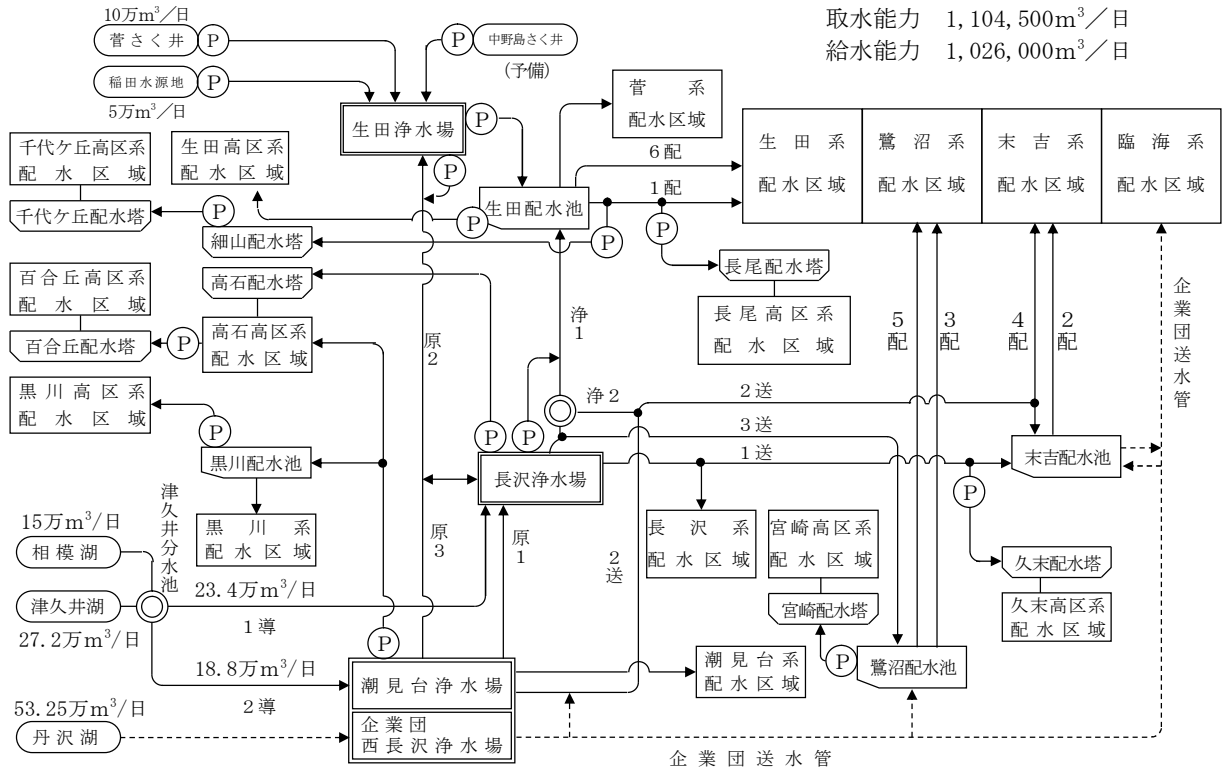 10万m³/日
菅さく井
P
P
中野島さく井
(予備)
稲田水源地
P
5万m³/日
取水能力 1,104,500m³／日
給水能力 1,026,000m³／日
生田浄水場
P
P
菅系
配水区域
6配
1配
生田系
配水区域
鷺沼系
配水区域
末吉系
配水区域
臨海系
配水区域
千代ケ丘高区系
配水区域
生田高区系
配水区域
千代ケ丘配水塔
P
P
生田配水池
細山配水塔
P
P
長尾配水塔
長尾高区系
配水区域
百合丘高区系
配水区域
高石配水塔
百合丘配水塔
P
高石高区系
配水区域
原2
浄1
5配
3配
4配
2配
企業団送水管
黒川高区系
配水区域
P
黒川配水池
P
P
浄2
2送
3送
1送
長沢浄水場
末吉配水池
P
黒川系
配水区域
津久井分水池
15万m³/日
相模湖
津久井湖
27.2万m³/日
23.4万m³/日
1導
18.8万m³/日
2導
原3
原1
2送
長沢系
配水区域
宮崎高区系
配水区域
宮崎配水塔
久末配水塔
久末高区系
配水区域
P
潮見台浄水場
潮見台系
配水区域
P
鷺沼配水池
53.25万m³/日
丹沢湖
企業団
西長沢浄水場
企業団送水管